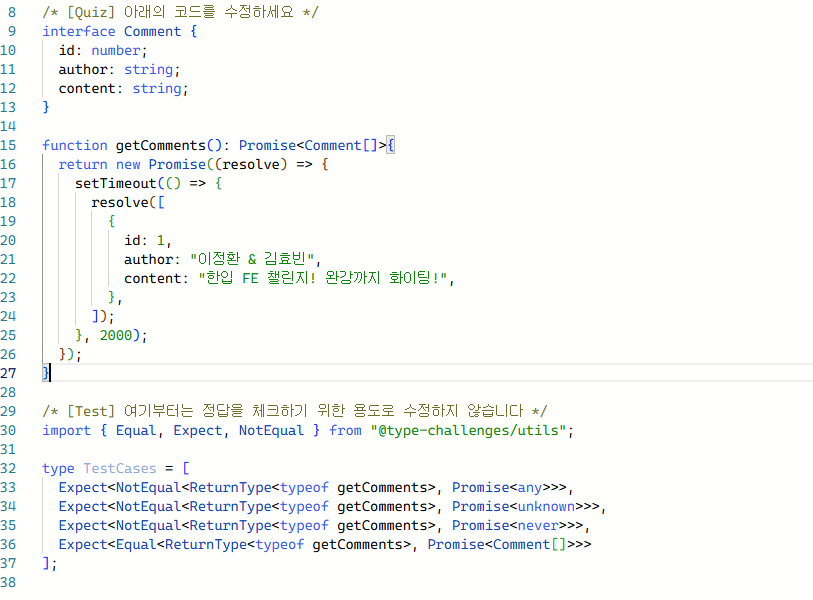 8 /* [Quiz] 아래의 코드를 수정하세요 */
9 interface Comment {
10 id: number;
11 author: string;
12 content: string;
13 }
14
15 function getComments(): Promise<Comment[]>{
16 return new Promise((resolve) => {
17 setTimeout(() => {
18 resolve([
19 {
20 id: 1,
21 author: "이정환 & 김효빈",
22 content: "한입 FE 챌린지! 완강까지 화이팅!",
23 },
24 ]);
25 }, 2000);
26 });
27 }
28
29 /* [Test] 여기부터는 정답을 체크하기 위한 용도로 수정하지 않습니다 */
30 import { Equal, Expect, NotEqual } from "@type-challenges/utils";
31
32 type TestCases = [
33 Expect<NotEqual<ReturnType<typeof getComments>, Promise<any>>>,
34 Expect<NotEqual<ReturnType<typeof getComments>, Promise<unknown>>>,
35 Expect<NotEqual<ReturnType<typeof getComments>, Promise<never>>>,
36 Expect<Equal<ReturnType<typeof getComments>, Promise<Comment[]>>>
37 ];
38